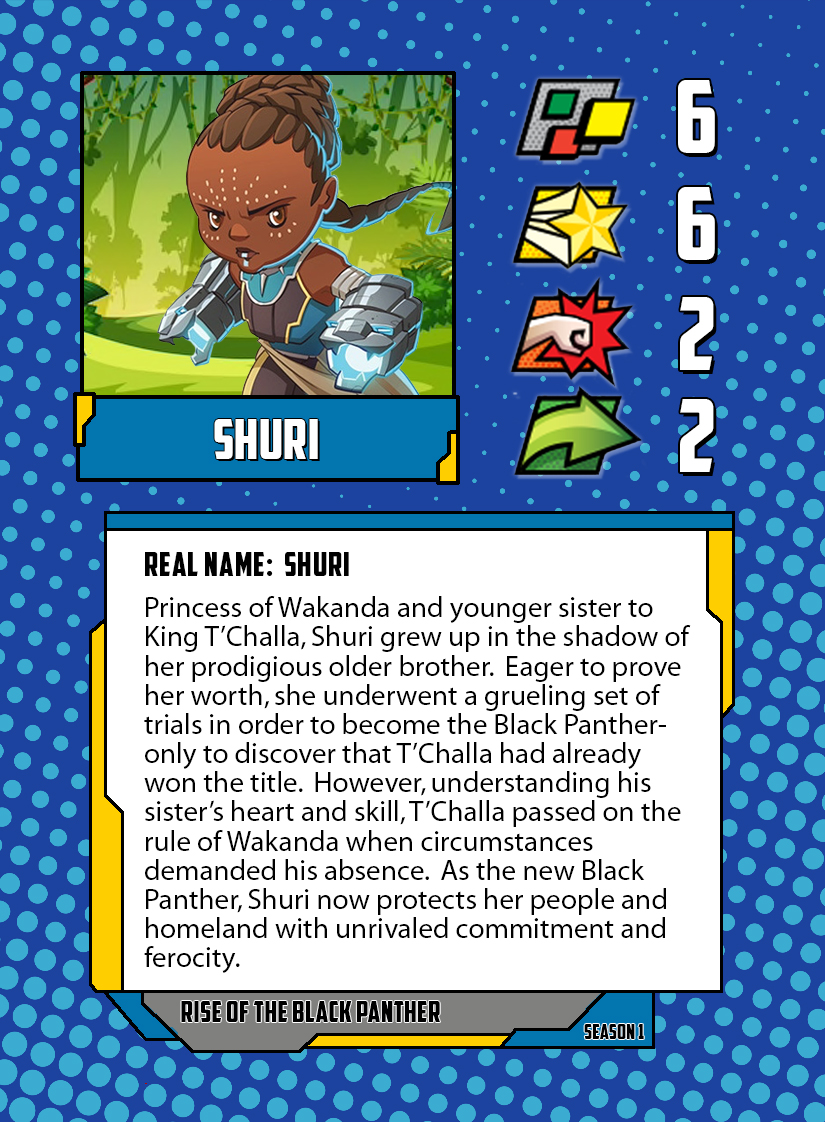 6
6
2
2
SHURI
REAL NAME: SHURI
Princess of Wakanda and younger sister to
King T'Challa, Shuri grew up in the shadow of
her prodigious older brother. Eager to prove
her worth, she underwent a grueling set of
trials in order to become the Black Panther-
only to discover that T'Challa had already
won the title. However, understanding his
sister's heart and skill, T'Challa passed on the
rule of Wakanda when circumstances
demanded his absence. As the new Black
Panther, Shuri now protects her people and
homeland with unrivaled commitment and
ferocity.
RISE OF THE BLACK PANTHER
SEASON 1